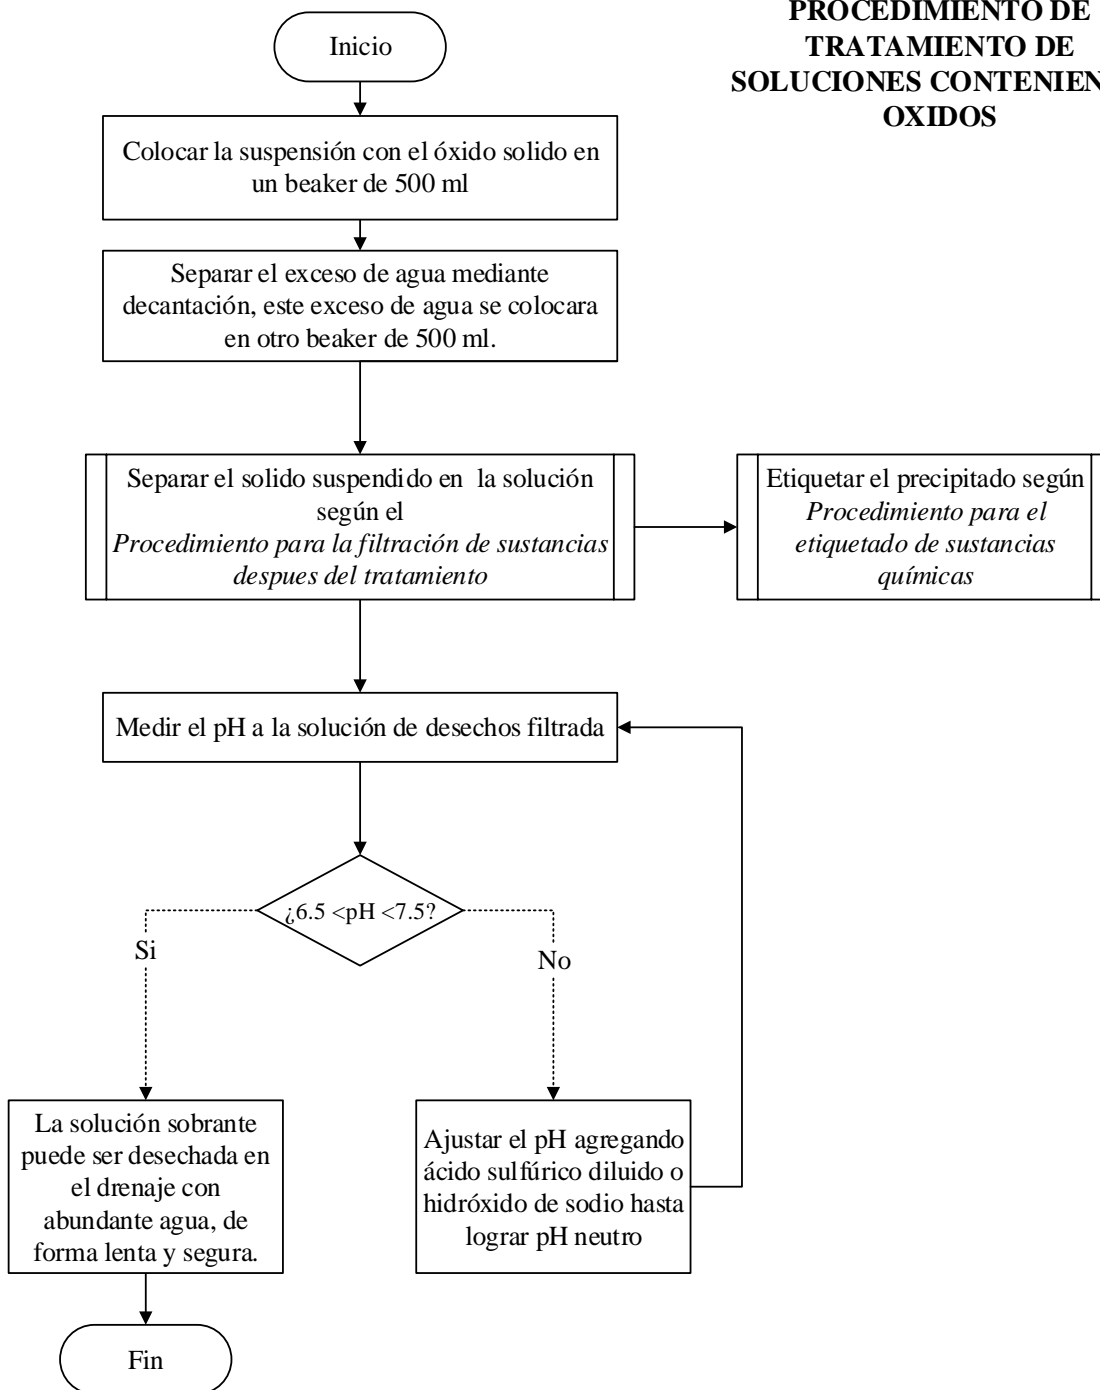 PROCEDIMIENTO DE
TRATAMIENTO DE
SOLUCIONES CONTENIEN
OXIDOS
Inicio
Colocar la suspensión con el óxido solido en
un beaker de 500 ml
Separar el exceso de agua mediante
decantación, este exceso de agua se colocara
en otro beaker de 500 ml.
Separar el solido suspendido en la solución
según el
Procedimiento para la filtración de sustancias
despues del tratamiento
Etiquetar el precipitado según
Procedimiento para el
etiquetado de sustancias
químicas
Medir el pH a la solución de desechos filtrada
¿6.5 <pH <7.5?
Si
No
La solución sobrante
puede ser desechada en
el drenaje con
abundante agua, de
forma lenta y segura.
Ajustar el pH agregando
ácido sulfúrico diluido o
hidróxido de sodio hasta
lograr pH neutro
Fin